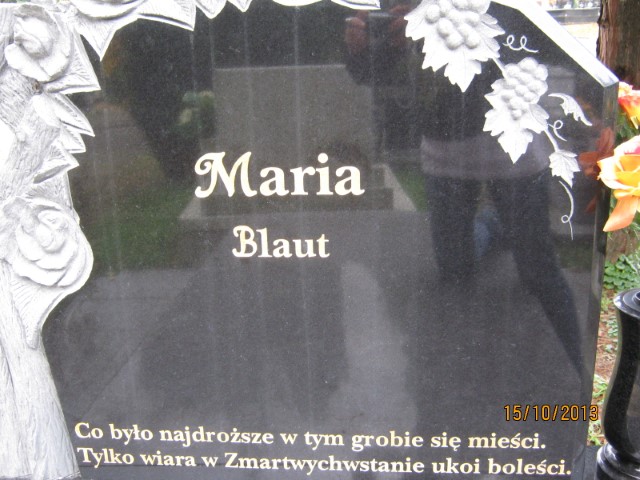 Maria
Blaut
15/10/2013
Co było najdroższe w tym grobie się mieści.
Tylko wiara w Zmartwychwstanie ukoi boleści.